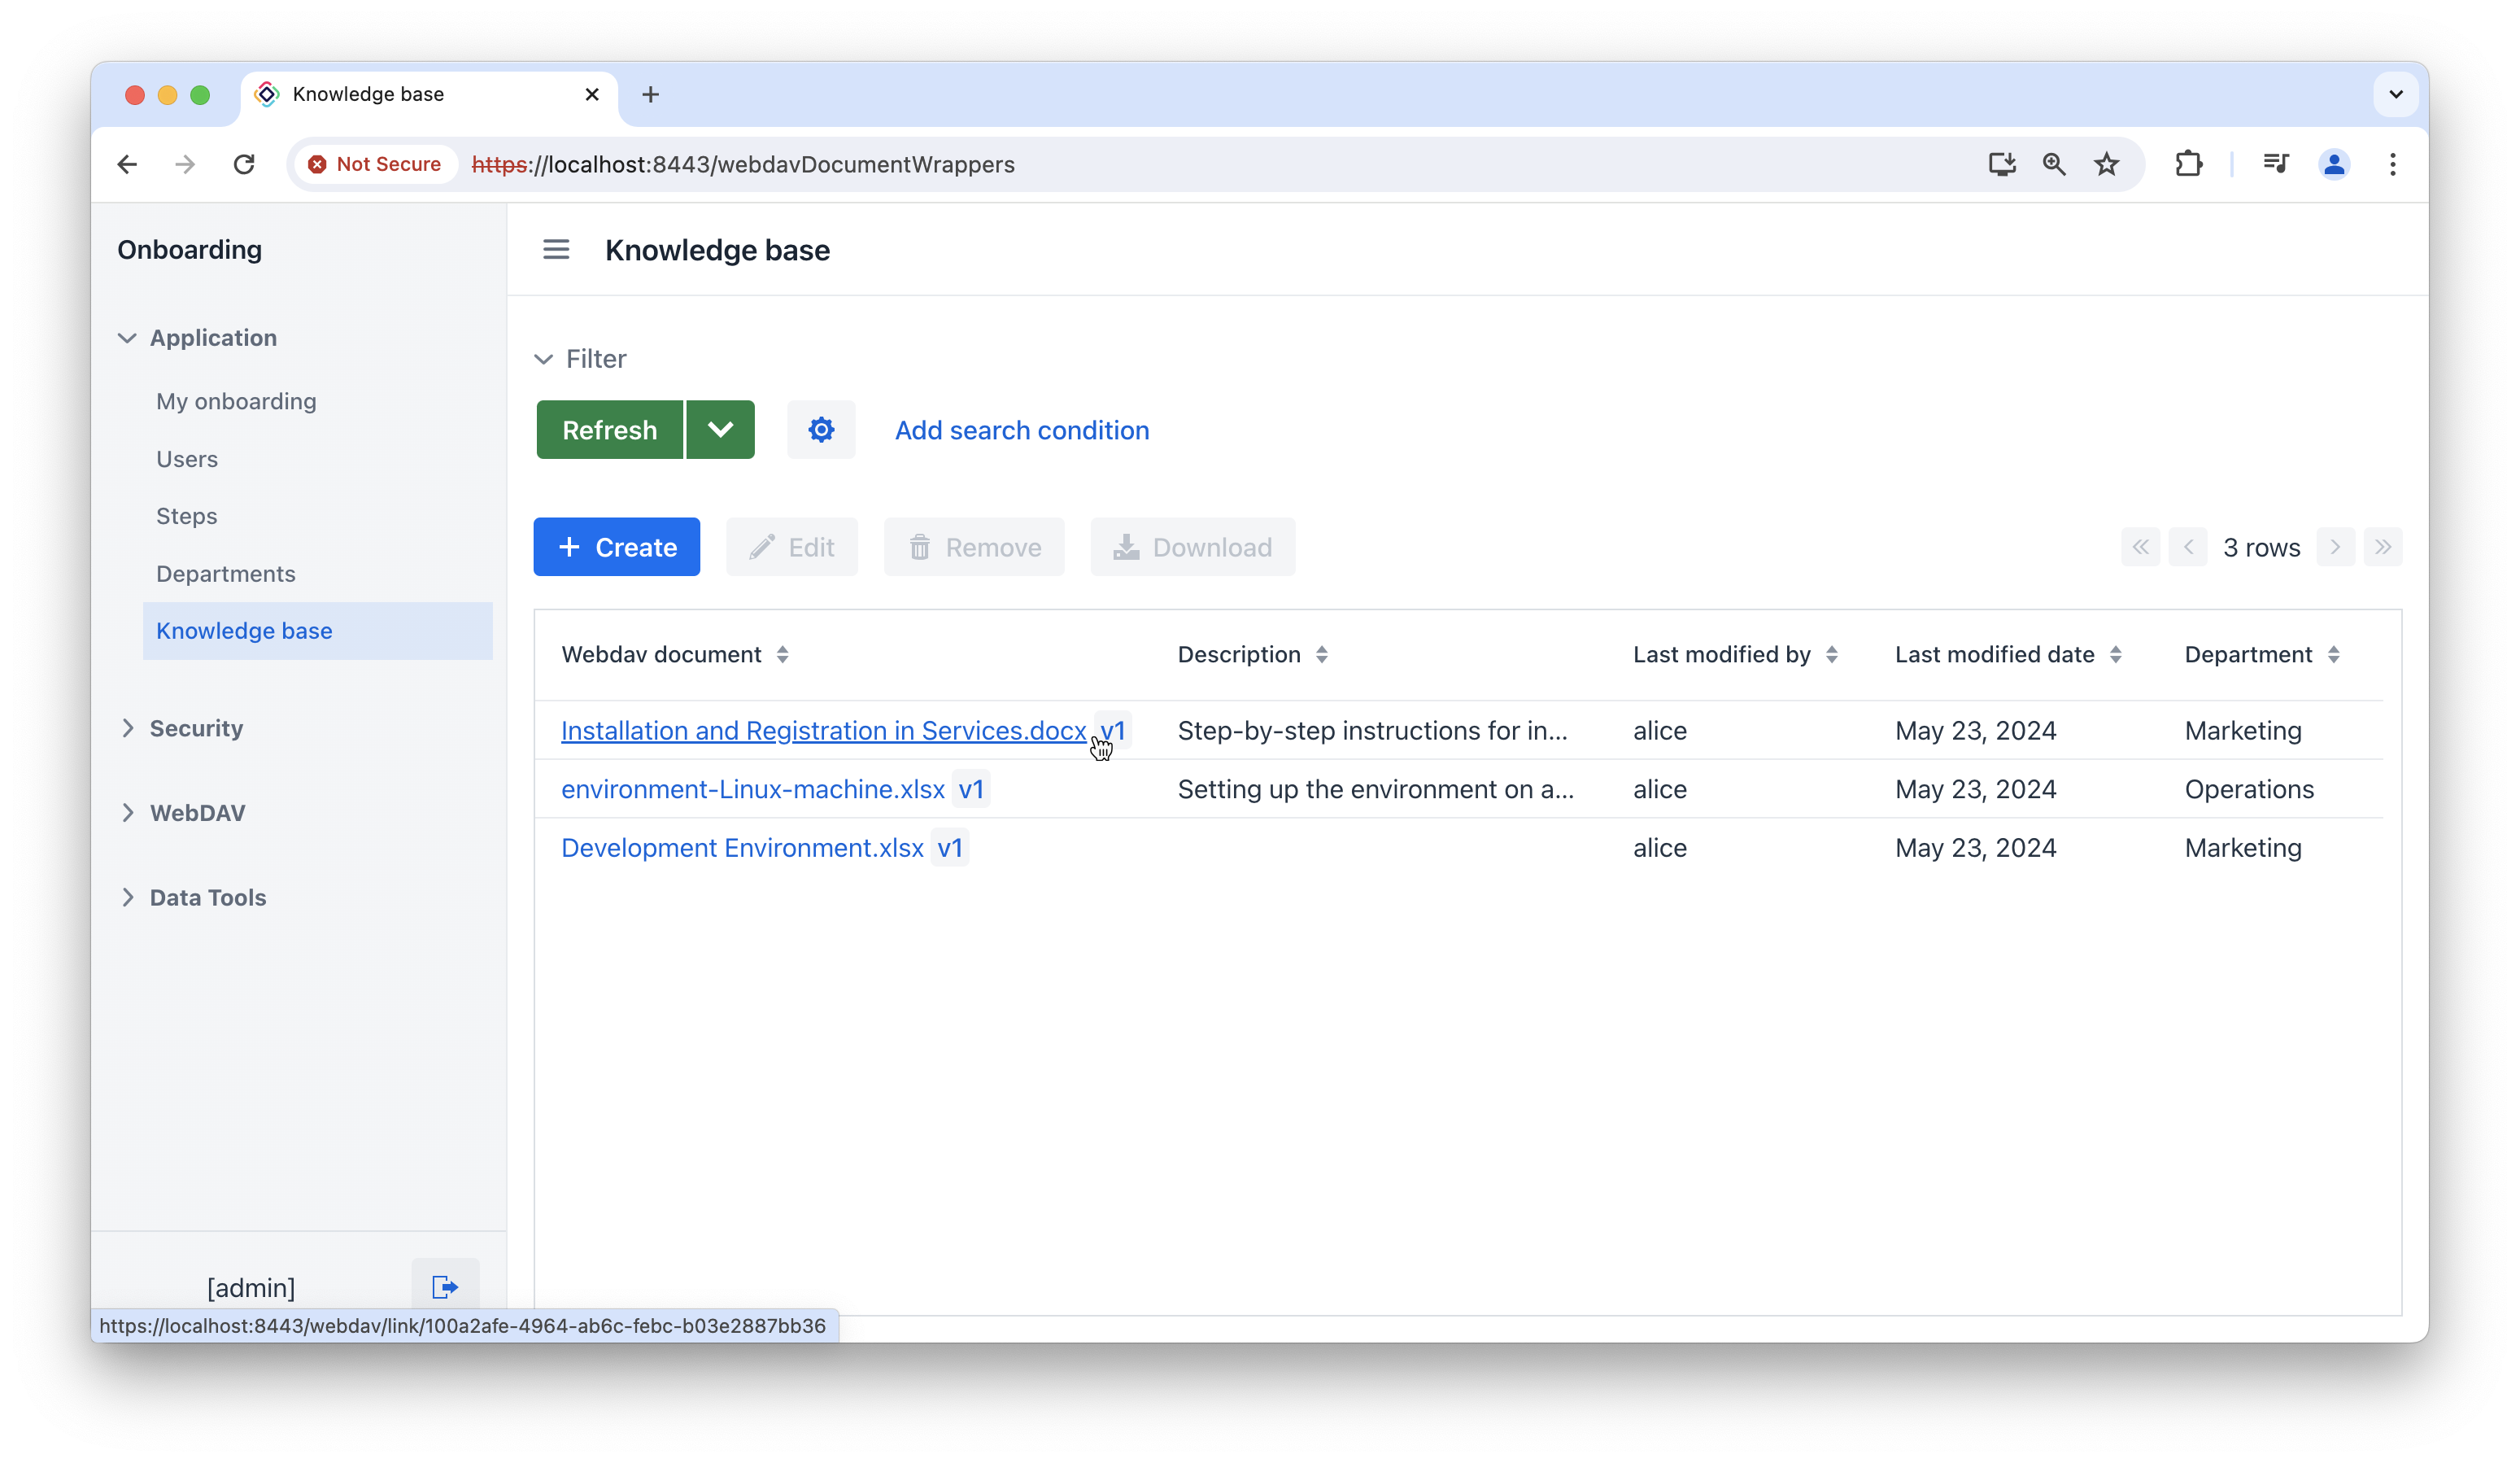 Knowledge base
Not Secure https://localhost:8443/webdavDocumentWrappers
Onboarding
Application
My onboarding
Users
Steps
Departments
Knowledge base
Security
WebDAV
Data Tools
[admin]
Knowledge base
Filter
Refresh Add search condition
Create Edit Remove Download 3 rows
Webdav document Description Last modified by Last modified date Department
Installation and Registration in Services.docx v1 Step-by-step instructions for in... alice May 23, 2024 Marketing
environment-Linux-machine.xlsx v1 Setting up the environment on a... alice May 23, 2024 Operations
Development Environment.xlsx v1 alice May 23, 2024 Marketing
https://localhost:8443/webdav/link/100a2afe-4964-ab6c-febc-b03e2887bb36